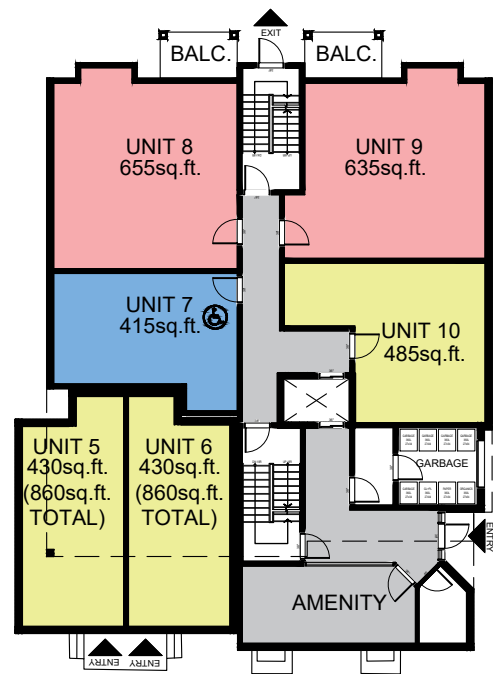 EXIT
BALC.
BALC.
UNIT 8
655sq.ft.
UNIT 9
635sq.ft.
UNIT 7
415sq.ft.
UNIT 10
485sq.ft.
UNIT 5
430sq.ft.
(860sq.ft.
TOTAL)
UNIT 6
430sq.ft.
(860sq.ft.
TOTAL)
GARBAGE
ENTRY
AMENITY
ENTRY
ENTRY